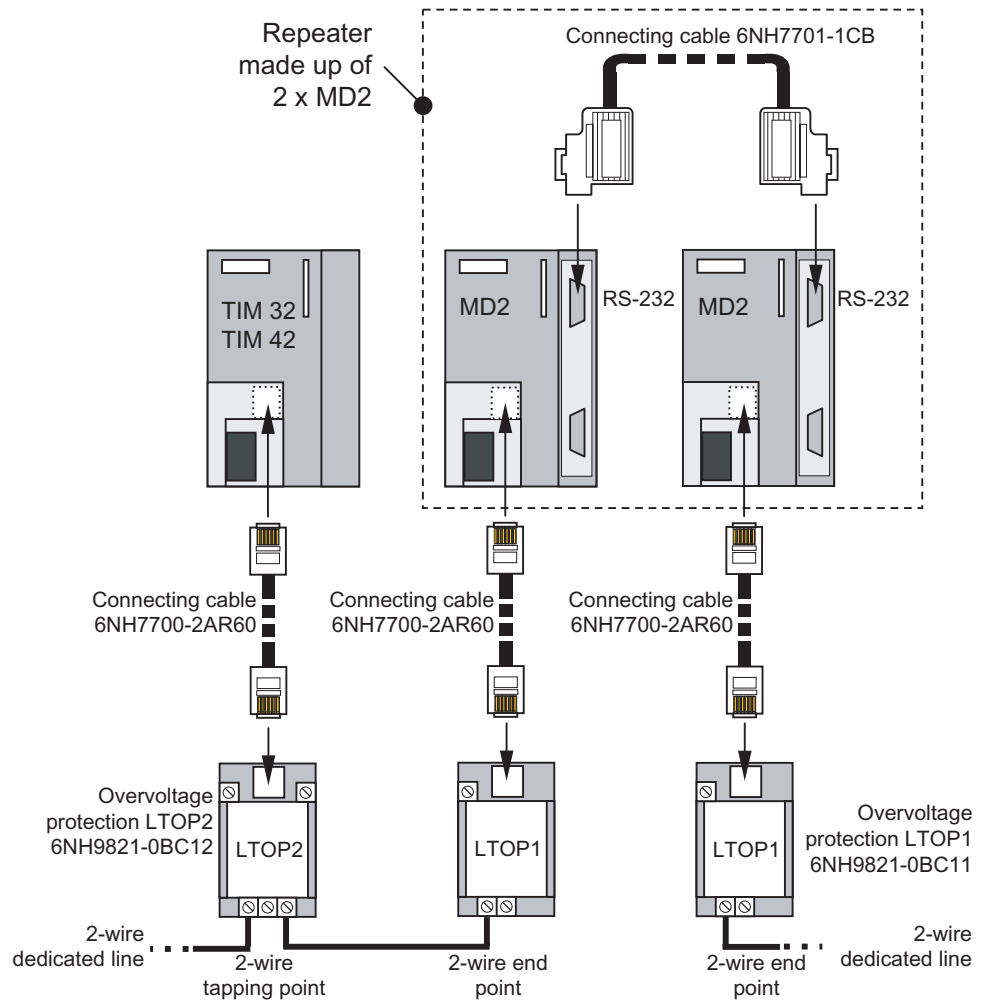 Repeater
made up of
2 x MD2
Connecting cable 6NH7701-1CB
TIM 32
TIM 42
MD2
RS-232
MD2
RS-232
Connecting cable
6NH7700-2AR60
Connecting cable
6NH7700-2AR60
Connecting cable
6NH7700-2AR60
Overvoltage
protection LTOP2
6NH9821-0BC12
LTOP2
LTOP1
LTOP1
Overvoltage
protection LTOP1
6NH9821-0BC11
2-wire
dedicated line
2-wire
tapping point
2-wire end
point
2-wire end
point
2-wire
dedicated line